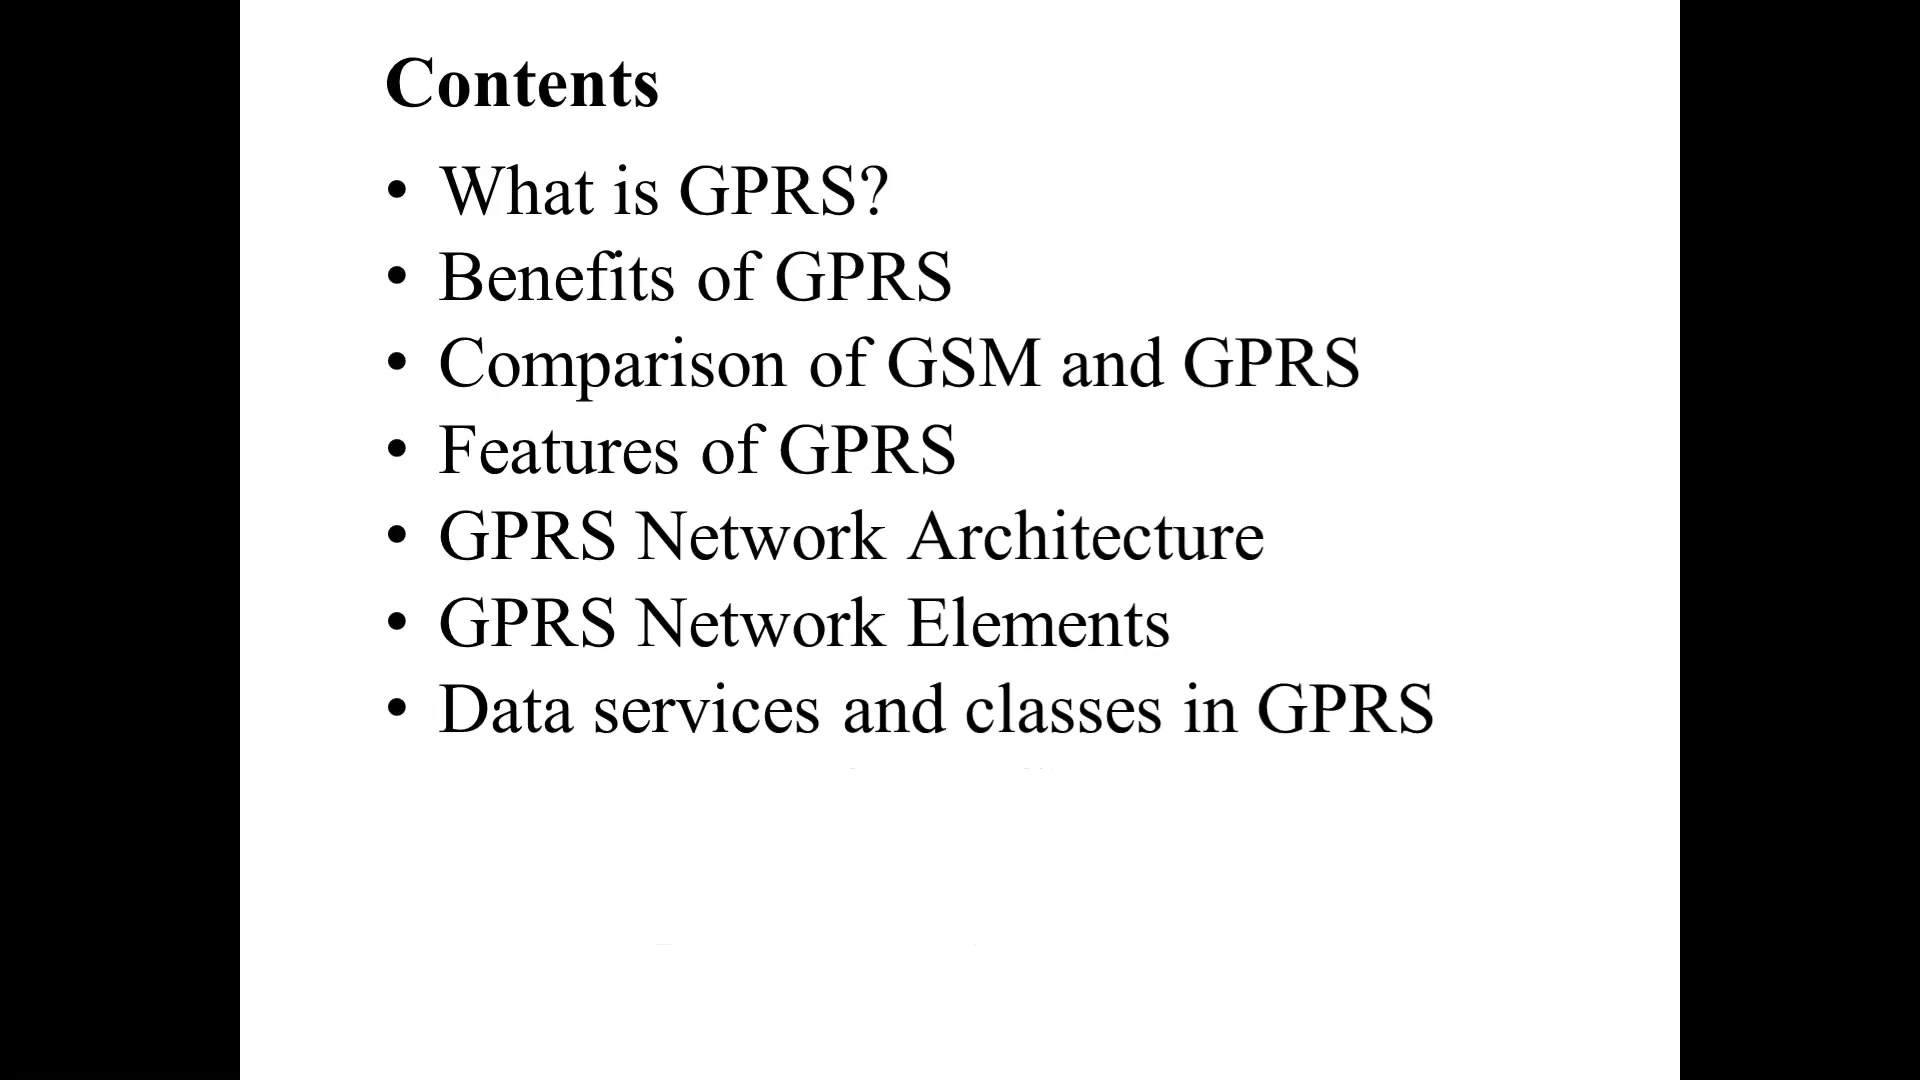 Contents
• What is GPRS?
• Benefits of GPRS
• Comparison of GSM and GPRS
• Features of GPRS
• GPRS Network Architecture
• GPRS Network Elements
• Data services and classes in GPRS